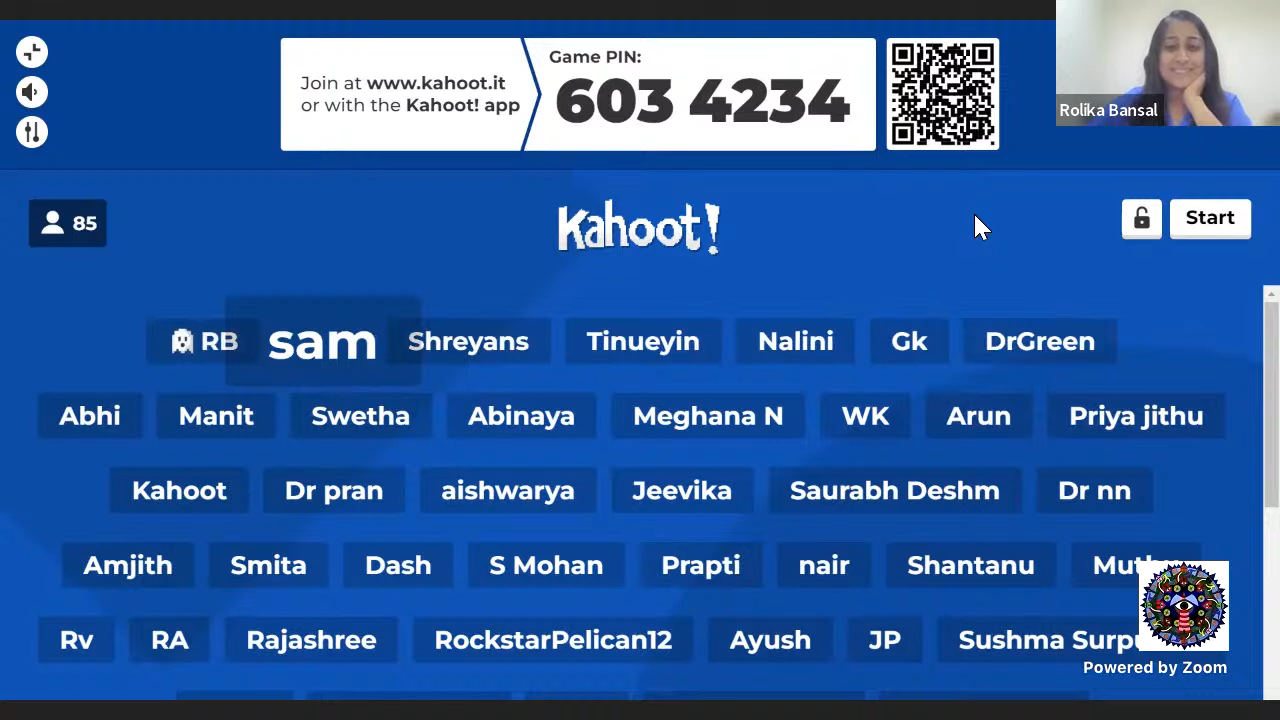 Join at www.kahoot.it
or with the Kahoot! app
Game PIN:
603 4234
Rolika Bansal
85
Kahoot!
Start
RB sam Shreyans Tinueyin Nalini Gk DrGreen
Abhi Manit Swetha Abinaya Meghana N WK Arun Priya jithu
Kahoot Dr pran aishwarya Jeevika Saurabh Deshm Dr nn
Amjith Smita Dash S Mohan Prapti nair Shantanu
Rv RA Rajashree RockstarPelican12 Ayush JP Sushma
Powered by Zoom